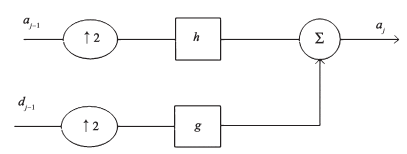 a_{j-1} ↑2 h Σ a_j
d_{j-1} ↑2 g